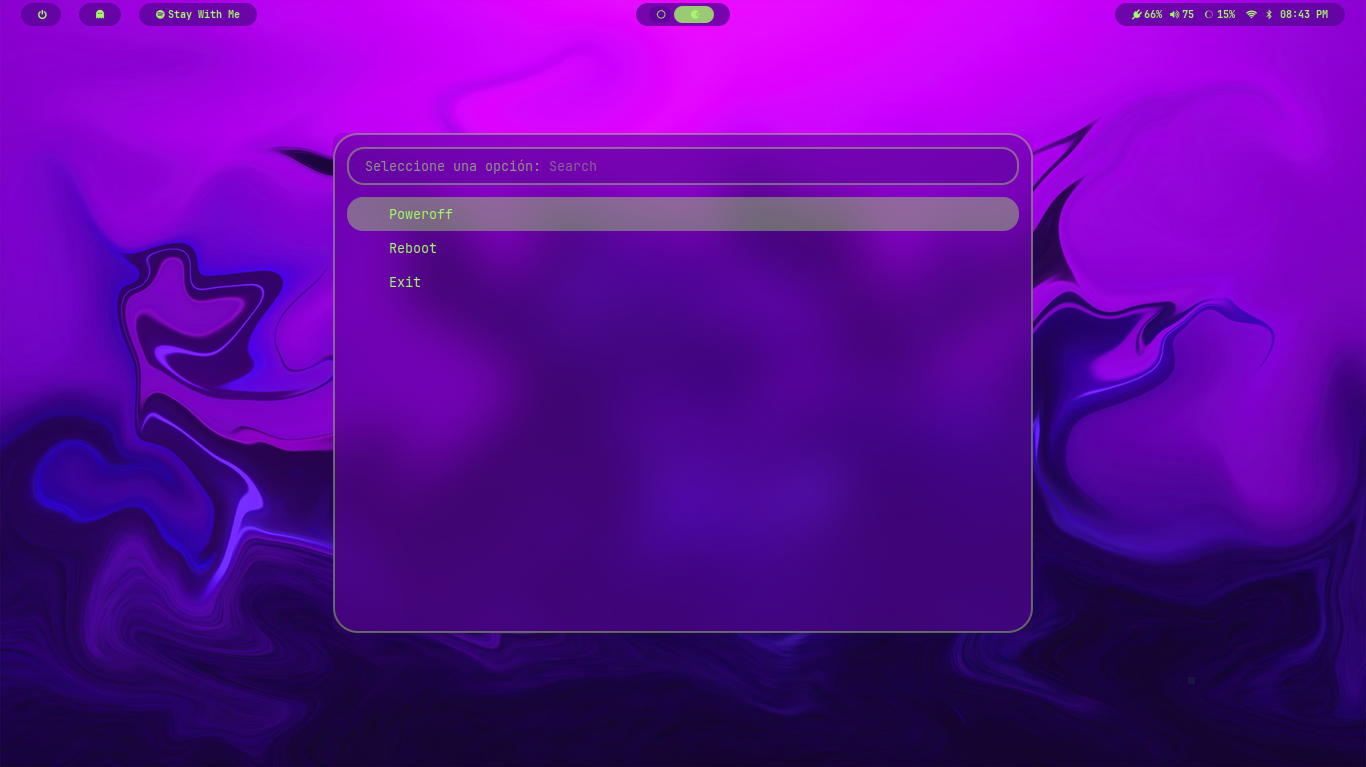 Stay With Me
66% 75 15% 08:43 PM
Seleccione una opción: Search
Poweroff
Reboot
Exit